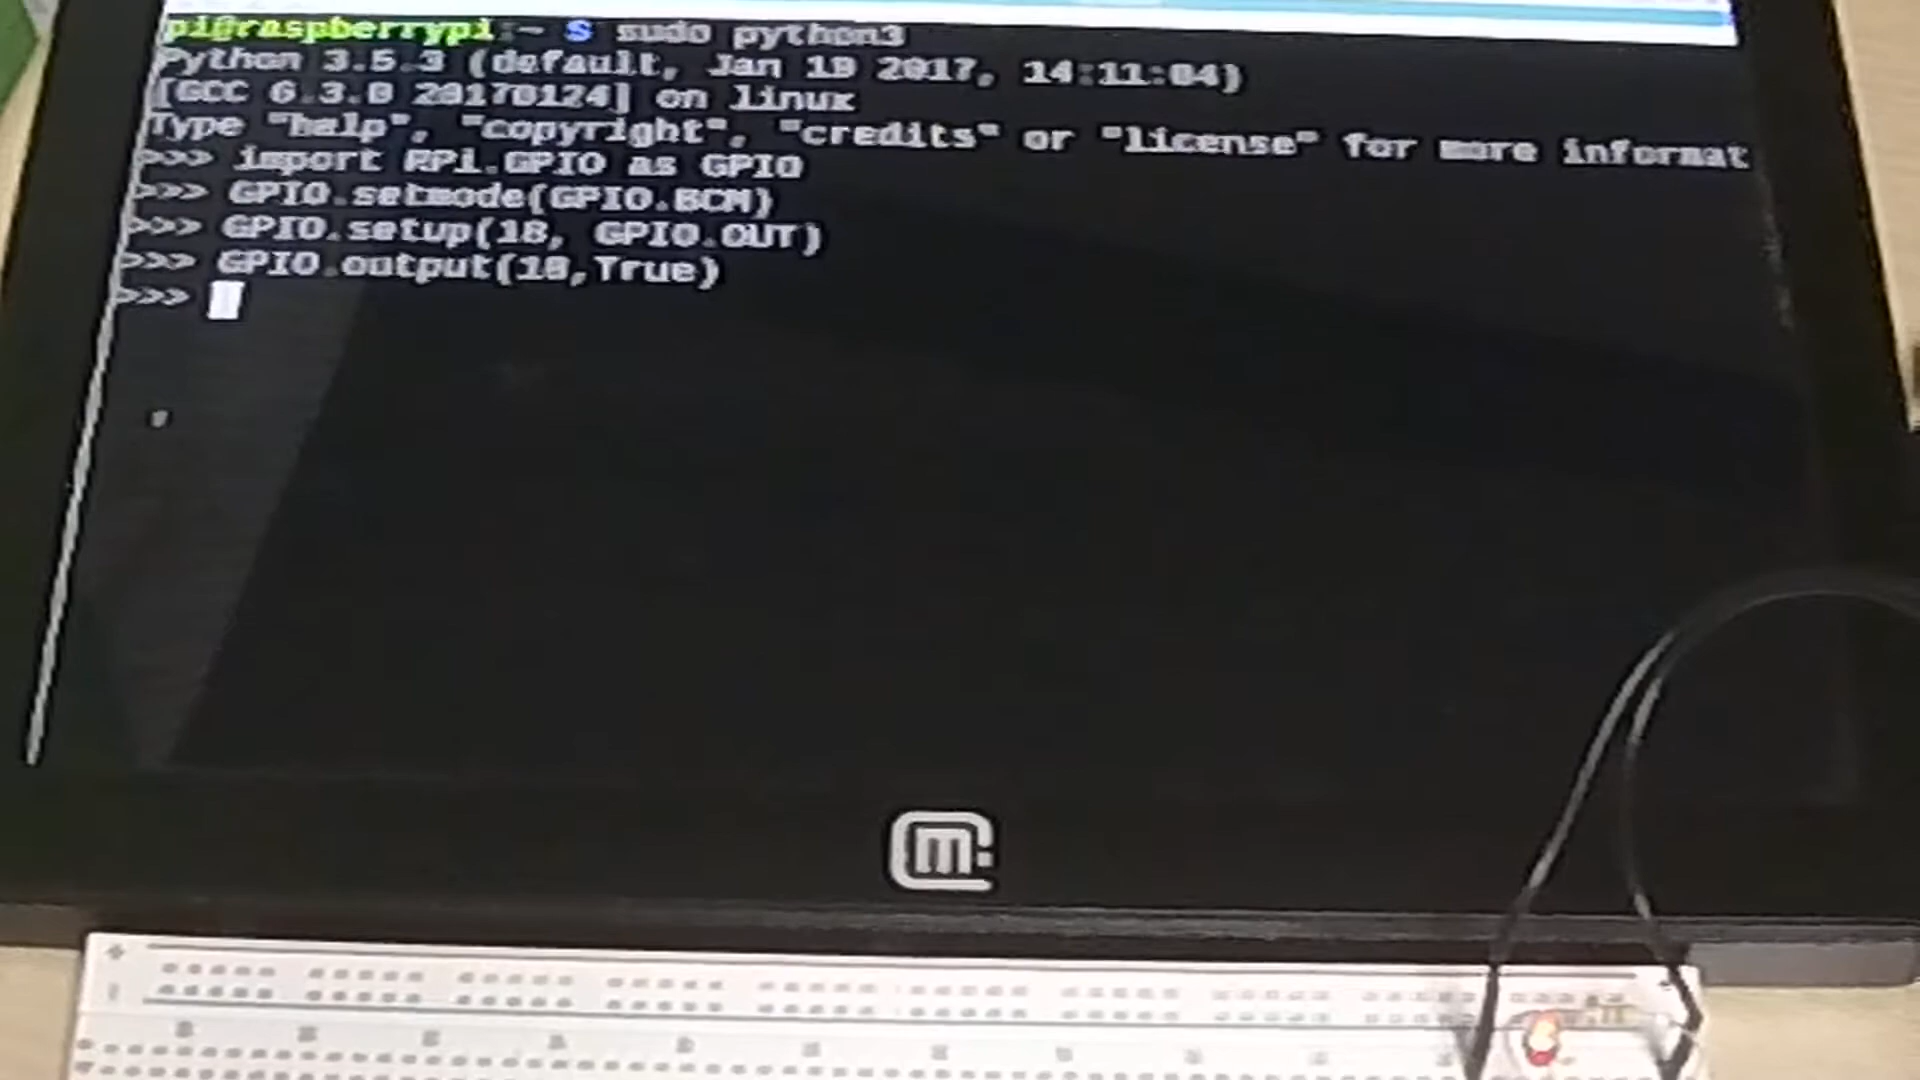 pi@raspberrypi:~ $ sudo python3
Python 3.5.3 (default, Jan 19 2017, 14:11:04)
[GCC 6.3.0 20170124] on linux
Type "help", "copyright", "credits" or "license" for more informat
>>> import RPi.GPIO as GPIO
>>> GPIO.setmode(GPIO.BCM)
>>> GPIO.setup(18, GPIO.OUT)
>>> GPIO.output(18,True)
>>>
m: